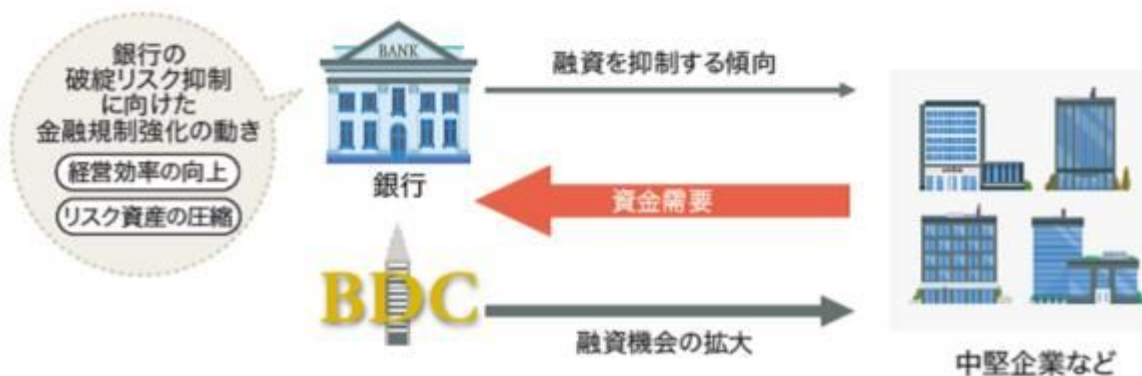 銀行の
破綻リスク抑制
に向けた
金融規制強化の動き
経営効率の向上
リスク資産の圧縮
BANK
銀行
融資を抑制する傾向
資金需要
BDC
融資機会の拡大
中堅企業など